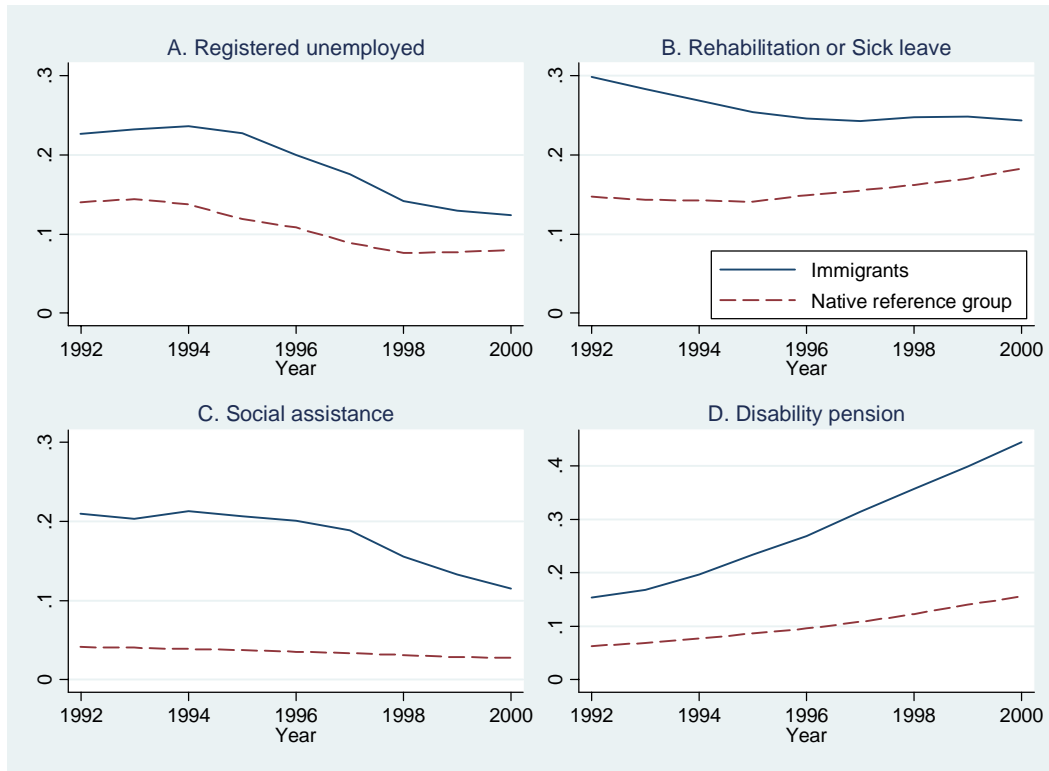 A. Registered unemployed
.3
.2
.1
0
1992 1994 1996 1998 2000
Year
B. Rehabilitation or Sick leave
.3
.2
.1
0
Immigrants
Native reference group
1992 1994 1996 1998 2000
Year
C. Social assistance
.3
.2
.1
0
1992 1994 1996 1998 2000
Year
D. Disability pension
.4
.3
.2
.1
0
1992 1994 1996 1998 2000
Year